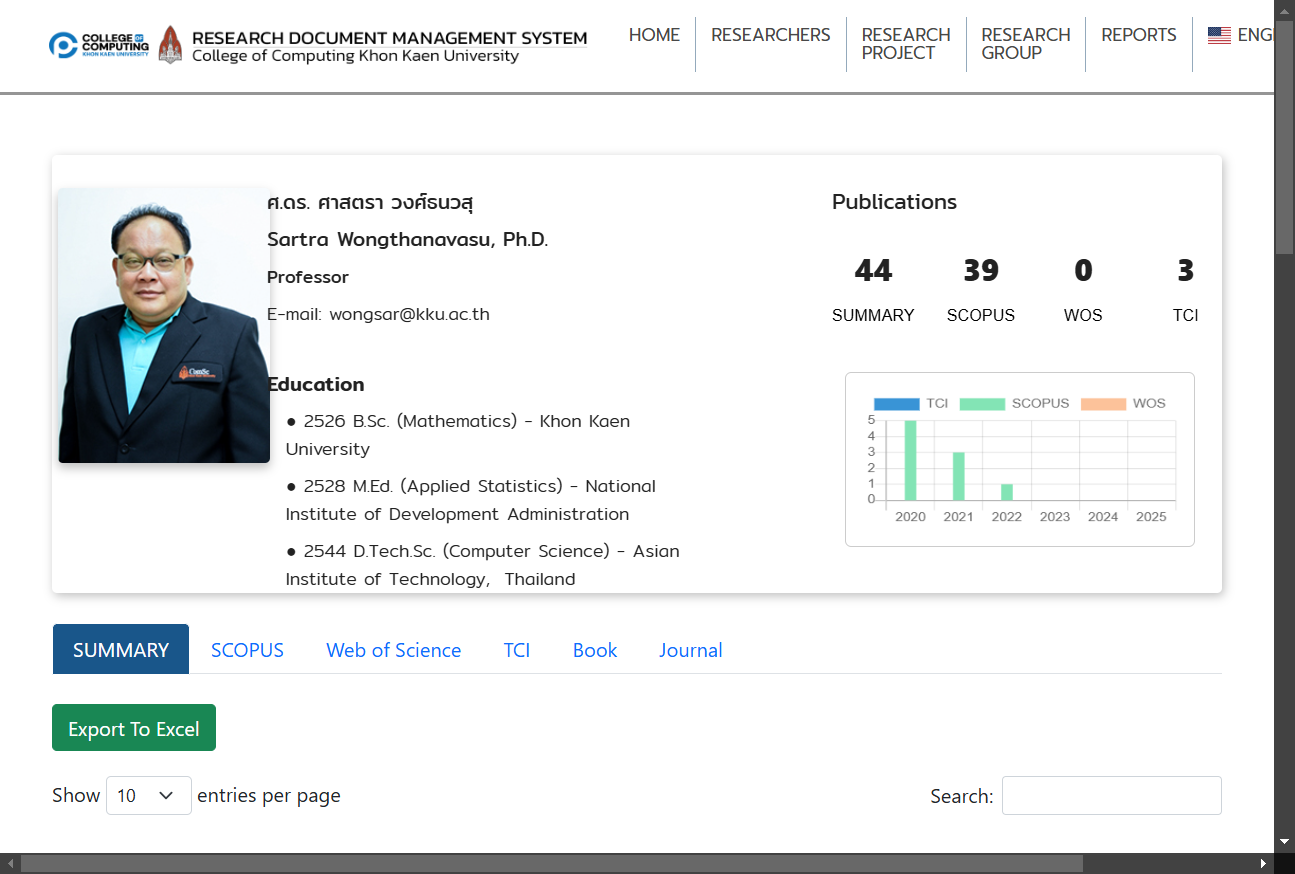 COLLEGE OF
COMPUTING
KHON KAEN UNIVERSITY
RESEARCH DOCUMENT MANAGEMENT SYSTEM
College of Computing Khon Kaen University
HOME
RESEARCHERS
RESEARCH
PROJECT
RESEARCH
GROUP
REPORTS
ENG
ศ.ดร. ศาสตรา วงศ์ธนวสุ
Sartra Wongthanavasu, Ph.D.
Professor
E-mail: wongsar@kku.ac.th
Education
● 2526 B.Sc. (Mathematics) - Khon Kaen
University
● 2528 M.Ed. (Applied Statistics) - National
Institute of Development Administration
● 2544 D.Tech.Sc. (Computer Science) - Asian
Institute of Technology, Thailand
ComSc
Publications
44 39 0 3
SUMMARY SCOPUS WOS TCI
TCI SCOPUS WOS
5
4
3
2
1
0
2020 2021 2022 2023 2024 2025
SUMMARY SCOPUS Web of Science TCI Book Journal
Export To Excel
Show 10 entries per page
Search: